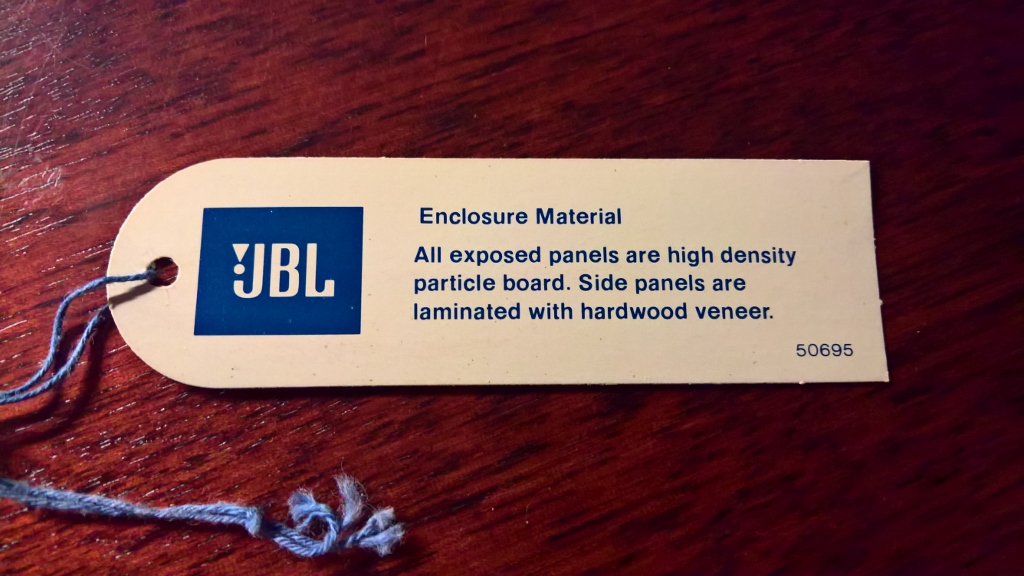 JBL
Enclosure Material
All exposed panels are high density
particle board. Side panels are
laminated with hardwood veneer.
50695